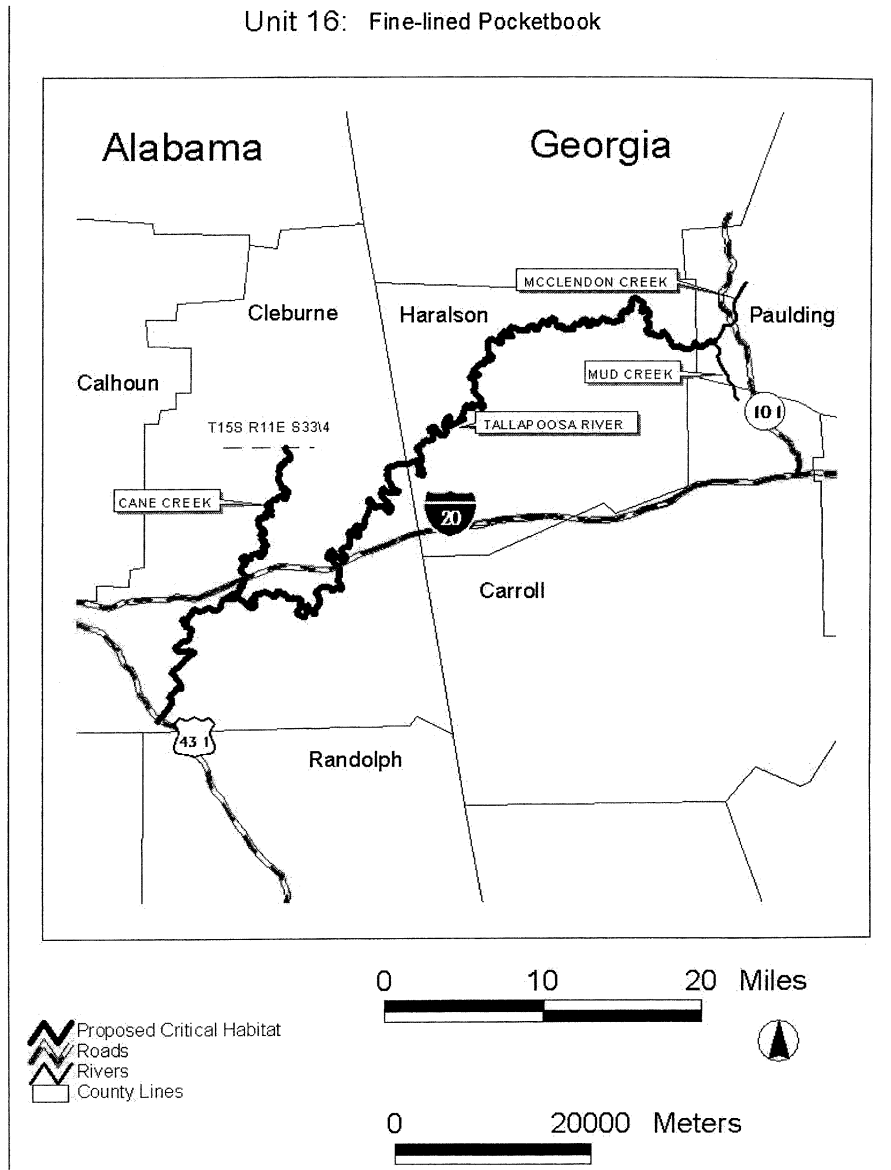 Unit 16: Fine-lined Pocketbook
Alabama
Georgia
MCCLENDON CREEK
Cleburne
Haralson
Paulding
Calhoun
MUD CREEK
101
T15S R11E S33\4
TALLAPOOSA RIVER
CANE CREEK
20
Carroll
431
Randolph
0 10 20 Miles
Proposed Critical Habitat
Roads
Rivers
County Lines
0 20000 Meters